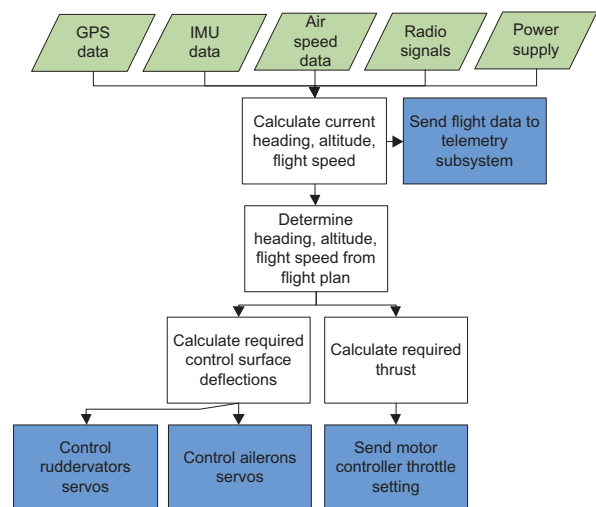 GPS
data
IMU
data
Air
speed
data
Radio
signals
Power
supply
Calculate current
heading, altitude,
flight speed
Send flight data to
telemetry
subsystem
Determine
heading, altitude,
flight speed from
flight plan
Calculate required
control surface
deflections
Calculate required
thrust
Control
ruddervators
servos
Control ailerons
servos
Send motor
controller throttle
setting